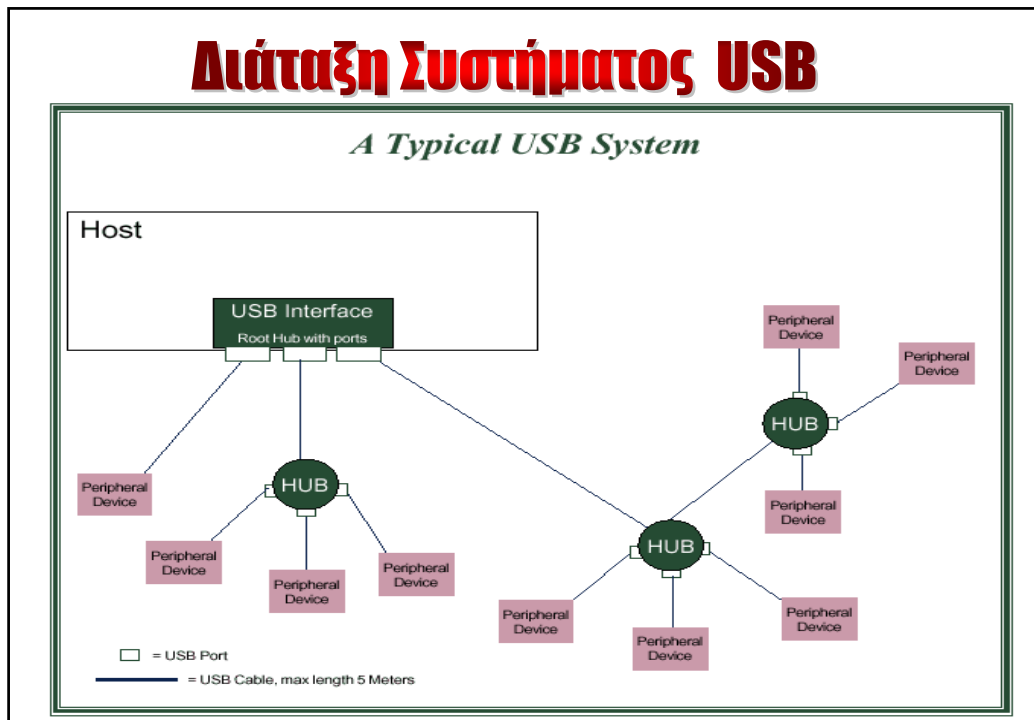 Διάταξη Συστήματος USB
A Typical USB System
Host
USB Interface
Root Hub with ports
Peripheral
Device
Peripheral
Device
HUB
Peripheral
Device
Peripheral
Device
HUB
Peripheral
Device
Peripheral
Device
Peripheral
Device
HUB
Peripheral
Device
Peripheral
Device
Peripheral
Device
= USB Port
= USB Cable, max length 5 Meters